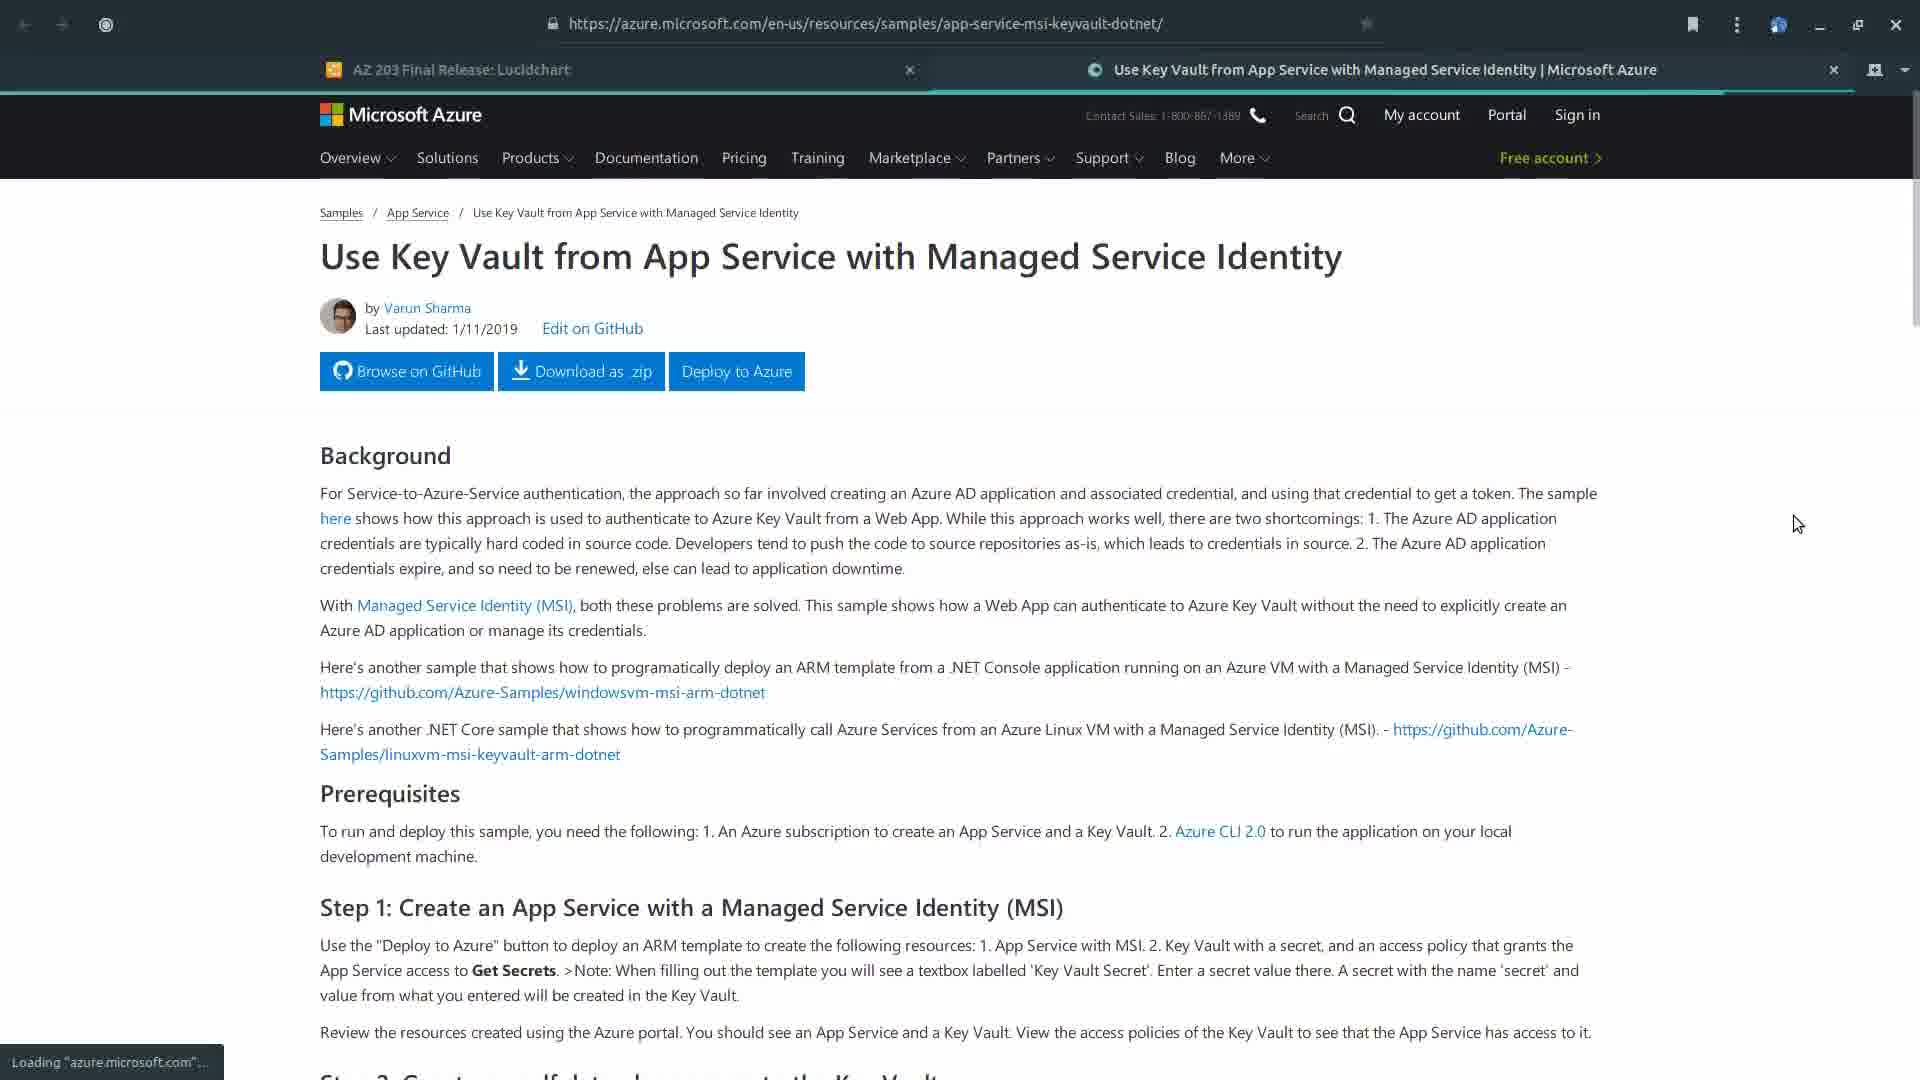 https://azure.microsoft.com/en-us/resources/samples/app-service-msi-keyvault-dotnet/
AZ 203 Final Release: Lucidchart
Use Key Vault from App Service with Managed Service Identity | Microsoft Azure
Microsoft Azure
Contact Sales: 1-800-867-1389 Search My account Portal Sign in
Overview Solutions Products Documentation Pricing Training Marketplace Partners Support Blog More Free account
Samples / App Service / Use Key Vault from App Service with Managed Service Identity
Use Key Vault from App Service with Managed Service Identity
by Varun Sharma
Last updated: 1/11/2019 Edit on GitHub
Browse on GitHub Download as .zip Deploy to Azure
Background
For Service-to-Azure-Service authentication, the approach so far involved creating an Azure AD application and associated credential, and using that credential to get a token. The sample
here shows how this approach is used to authenticate to Azure Key Vault from a Web App. While this approach works well, there are two shortcomings: 1. The Azure AD application
credentials are typically hard coded in source code. Developers tend to push the code to source repositories as-is, which leads to credentials in source. 2. The Azure AD application
credentials expire, and so need to be renewed, else can lead to application downtime.
With Managed Service Identity (MSI), both these problems are solved. This sample shows how a Web App can authenticate to Azure Key Vault without the need to explicitly create an
Azure AD application or manage its credentials.
Here's another sample that shows how to programatically deploy an ARM template from a .NET Console application running on an Azure VM with a Managed Service Identity (MSI) -
https://github.com/Azure-Samples/windowsvm-msi-arm-dotnet
Here's another .NET Core sample that shows how to programmatically call Azure Services from an Azure Linux VM with a Managed Service Identity (MSI). - https://github.com/Azure-
Samples/linuxvm-msi-keyvault-arm-dotnet
Prerequisites
To run and deploy this sample, you need the following: 1. An Azure subscription to create an App Service and a Key Vault. 2. Azure CLI 2.0 to run the application on your local
development machine.
Step 1: Create an App Service with a Managed Service Identity (MSI)
Use the "Deploy to Azure" button to deploy an ARM template to create the following resources: 1. App Service with MSI. 2. Key Vault with a secret, and an access policy that grants the
App Service access to Get Secrets. >Note: When filling out the template you will see a textbox labelled 'Key Vault Secret'. Enter a secret value there. A secret with the name 'secret' and
value from what you entered will be created in the Key Vault.
Review the resources created using the Azure portal. You should see an App Service and a Key Vault. View the access policies of the Key Vault to see that the App Service has access to it.
Loading "azure.microsoft.com"...